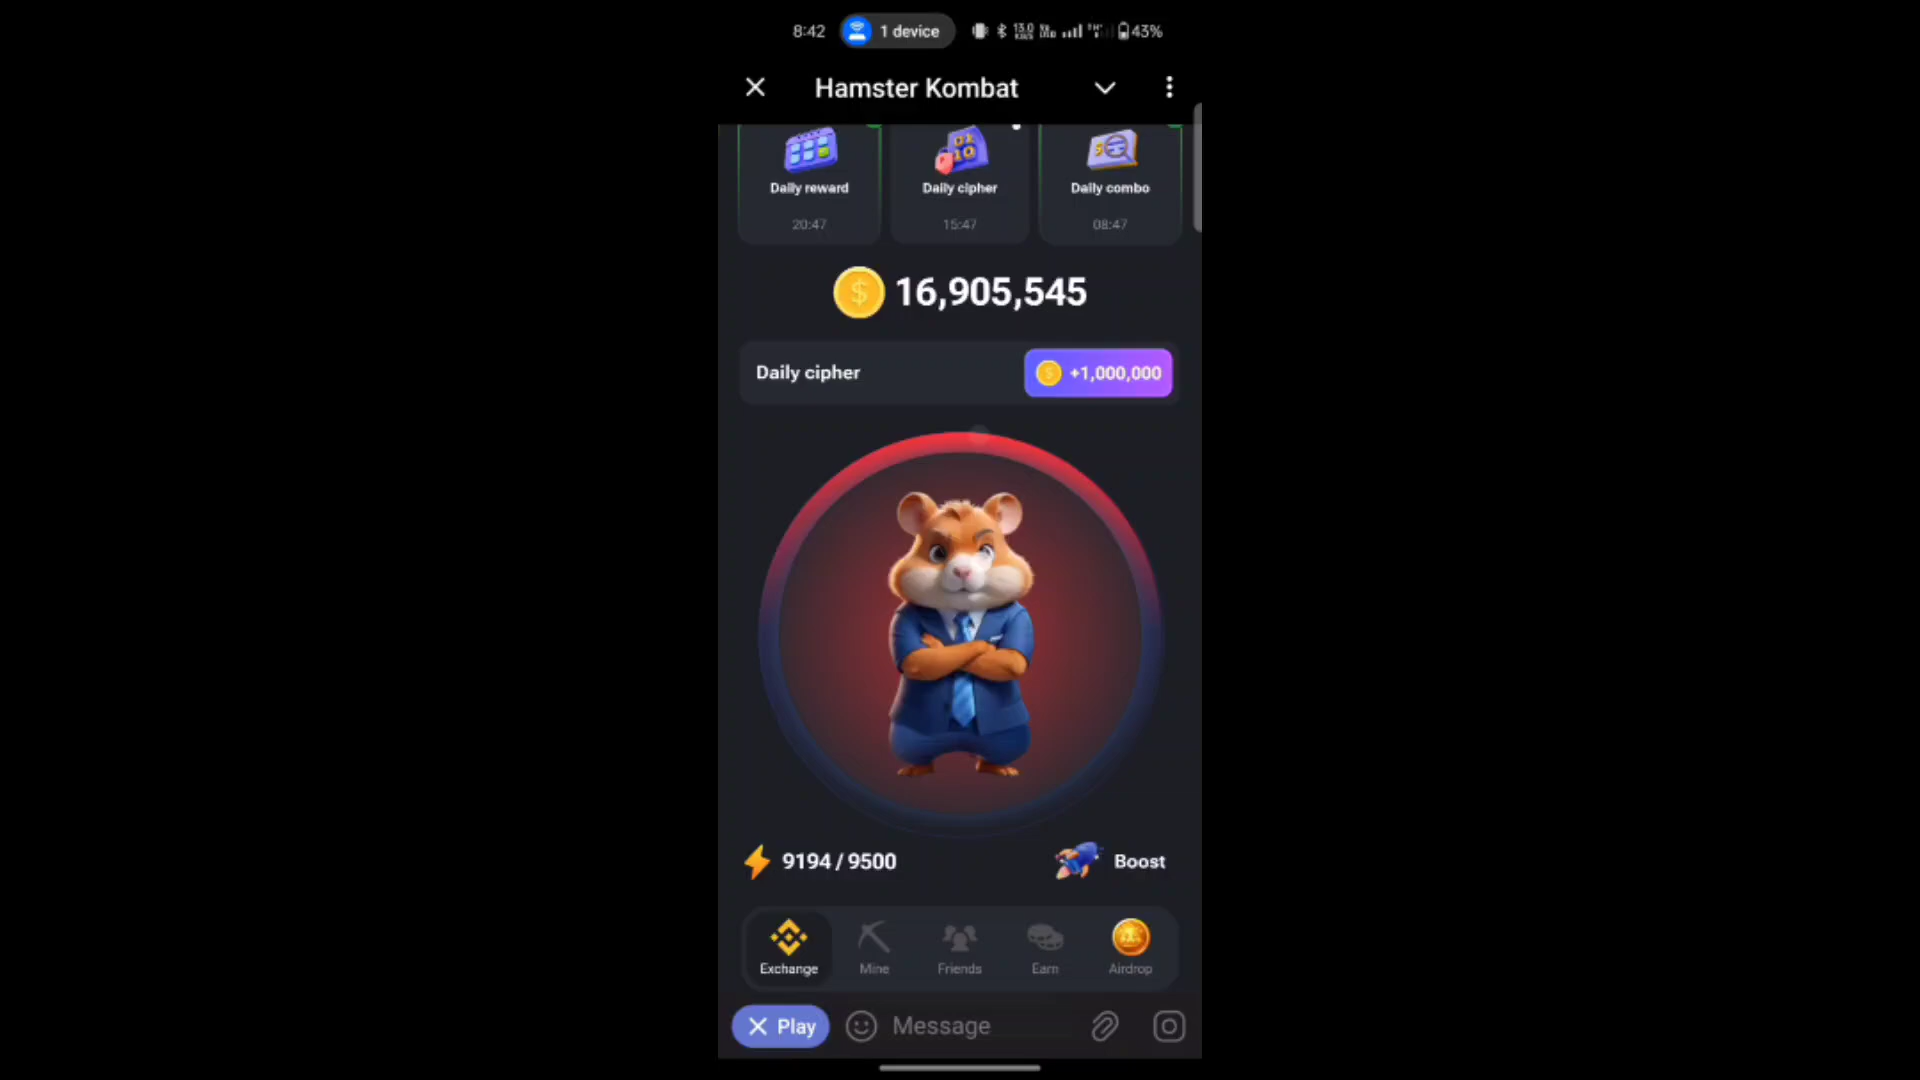 8:42 1 device 43%
Hamster Kombat
Daily reward Daily cipher Daily combo
20:47 15:47 08:47
16,905,545
Daily cipher +1,000,000
9194 / 9500 Boost
Exchange Mine Friends Earn Airdrop
Play Message